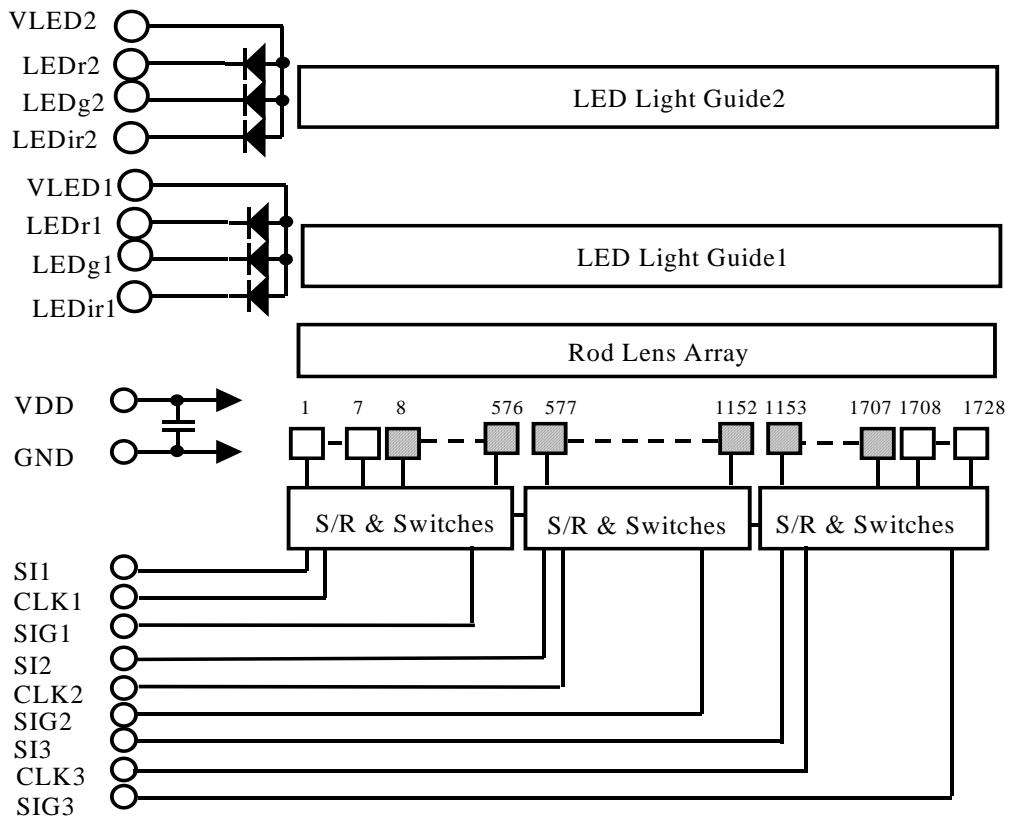 VLED2
LEDr2
LEDg2
LEDir2
LED Light Guide2
VLED1
LEDr1
LEDg1
LEDir1
LED Light Guide1
Rod Lens Array
VDD
GND
1 7 8 576 577 1152 1153 1707 1708 1728
S/R & Switches
S/R & Switches
S/R & Switches
SI1
CLK1
SIG1
SI2
CLK2
SIG2
SI3
CLK3
SIG3